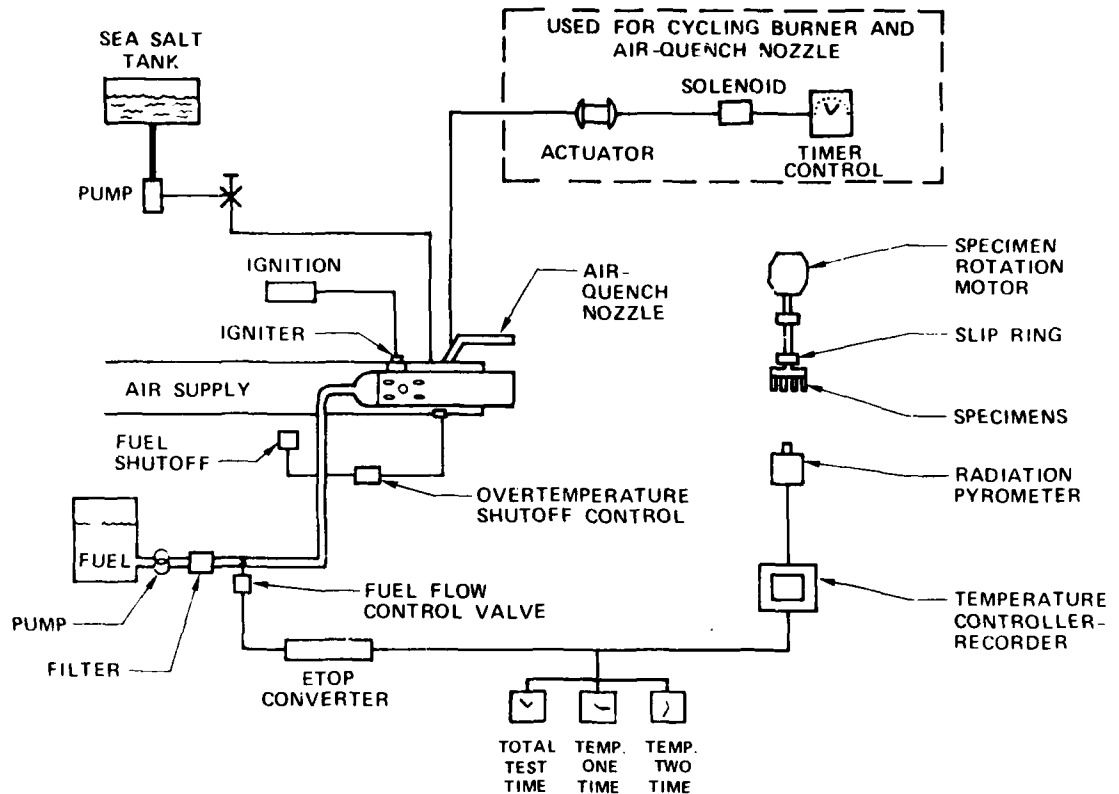 SEA SALT
TANK
USED FOR CYCLING BURNER AND
AIR-QUENCH NOZZLE
SOLENOID
ACTUATOR
TIMER
CONTROL
PUMP
IGNITION
AIR-
QUENCH
NOZZLE
SPECIMEN
ROTATION
MOTOR
IGNITER
SLIP RING
AIR SUPPLY
SPECIMENS
FUEL
SHUTOFF
OVERTEMPERATURE
SHUTOFF CONTROL
RADIATION
PYROMETER
FUEL
FUEL FLOW
CONTROL VALVE
TEMPERATURE
CONTROLLER-
RECORDER
PUMP
FILTER
ETOP
CONVERTER
TOTAL
TEST
TIME
TEMP.
ONE
TIME
TEMP.
TWO
TIME